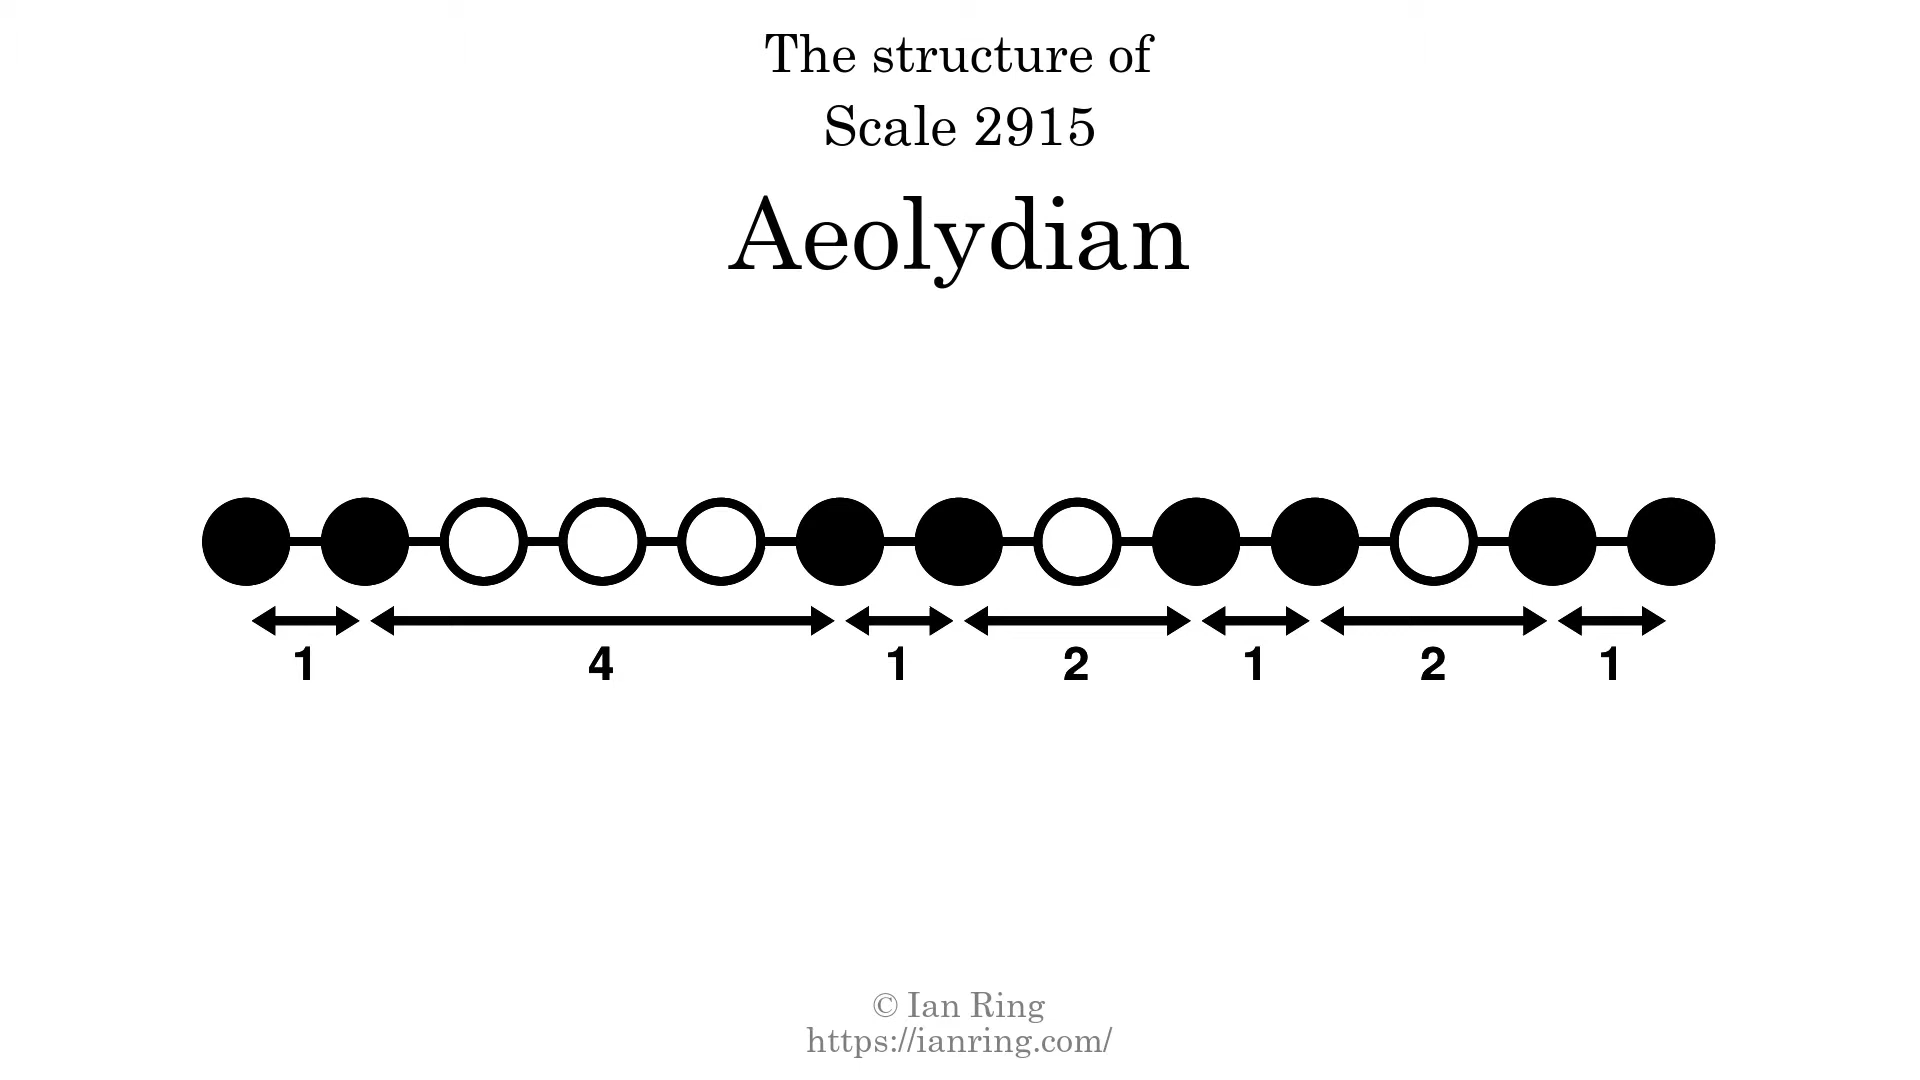 The structure of
Scale 2915
Aeolydian
1 4 1 2 1 2 1
© Ian Ring
https://ianring.com/